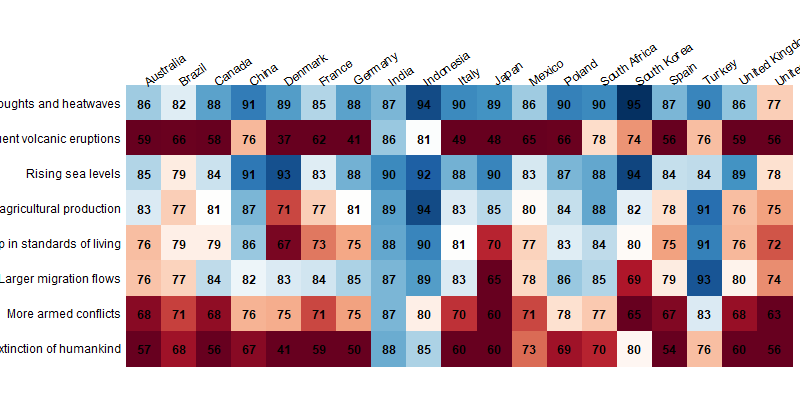 Australia Brazil Canada China Denmark France Germany India Indonesia Italy Japan Mexico Poland South Africa South Korea Spain Turkey United
and heatwaves 86 82 88 91 89 85 88 87 94 90 89 86 90 90 95 87 90 86 77
volcanic eruptions 59 66 58 76 37 62 41 86 81 49 48 65 66 78 74 56 76 59 56
Rising sea levels 85 79 84 91 93 83 88 90 92 88 90 83 87 88 94 84 84 89 78
agricultural production 83 77 81 87 71 77 81 89 94 83 85 80 84 88 82 78 91 76 75
in standards of living 76 79 79 86 67 73 75 88 90 81 70 77 83 84 80 75 91 76 72
Larger migration flows 76 77 84 82 83 84 85 87 89 83 65 78 86 85 69 79 93 80 74
More armed conflicts 68 71 68 76 75 71 75 87 80 70 60 71 78 77 65 67 83 68 63
of humankind 57 68 56 67 41 59 50 88 85 60 60 73 69 70 80 54 76 60 56